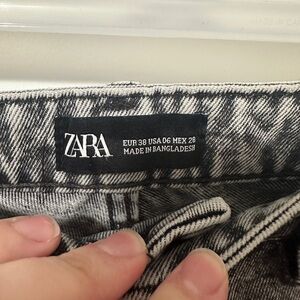 ZARA
EUR 38 USA 06 MEX 28
MADE IN BANGLADESH